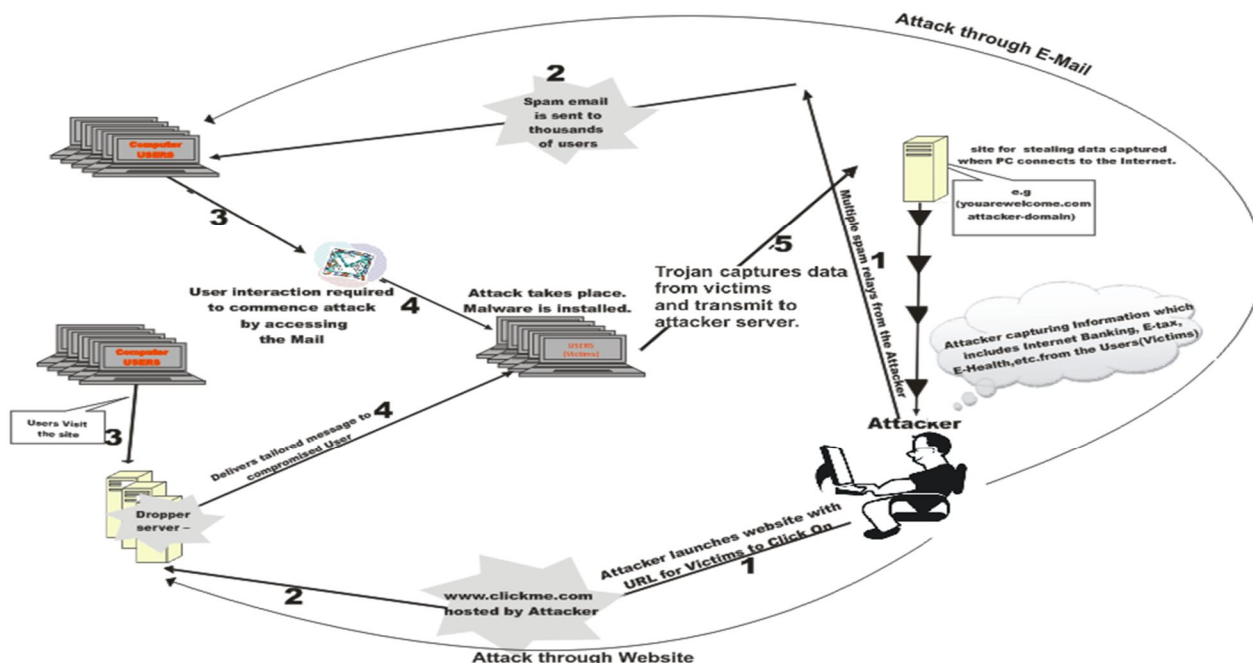 Attack through E-Mail
2
Spam email
is sent to
thousands
of users
Computer
USERS
site for stealing data captured
when PC connects to the Internet.
e.g
(youarewelcome.com
attacker-domain)
3
1
Multiple spam relays from the Attacker
5
Trojan captures data
from victims
and transmit to
attacker server.
User interaction required
to commence attack
by accessing
the Mail
4
Attack takes place.
Malware is installed.
USERS
(Victims)
Attacker capturing Information which
includes Internet Banking, E-tax,
E-Health,etc.from the Users(Victims)
Computer
USERS
Users Visit
the site
3
4
Delivers tailored message to
compromised User
Attacker
Dropper
server –
Attacker launches website with
URL for Victims to Click On
1
2
www.clickme.com
hosted by Attacker
Attack through Website